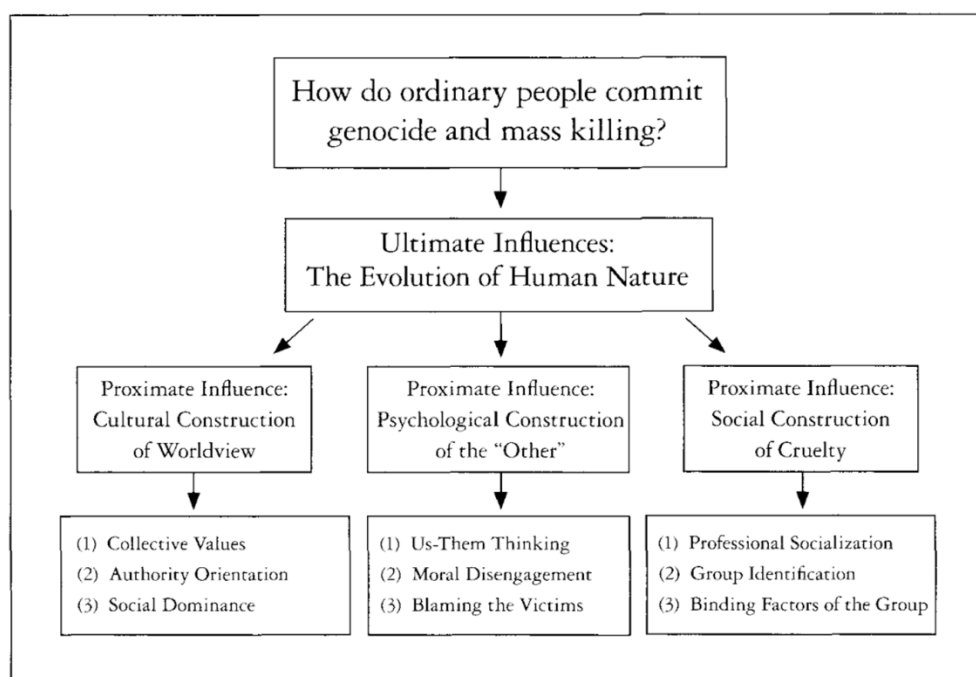 How do ordinary people commit
genocide and mass killing?
Ultimate Influences:
The Evolution of Human Nature
Proximate Influence:
Cultural Construction
of Worldview
Proximate Influence:
Psychological Construction
of the “Other”
Proximate Influence:
Social Construction
of Cruelty
(1) Collective Values
(2) Authority Orientation
(3) Social Dominance
(1) Us-Them Thinking
(2) Moral Disengagement
(3) Blaming the Victims
(1) Professional Socialization
(2) Group Identification
(3) Binding Factors of the Group